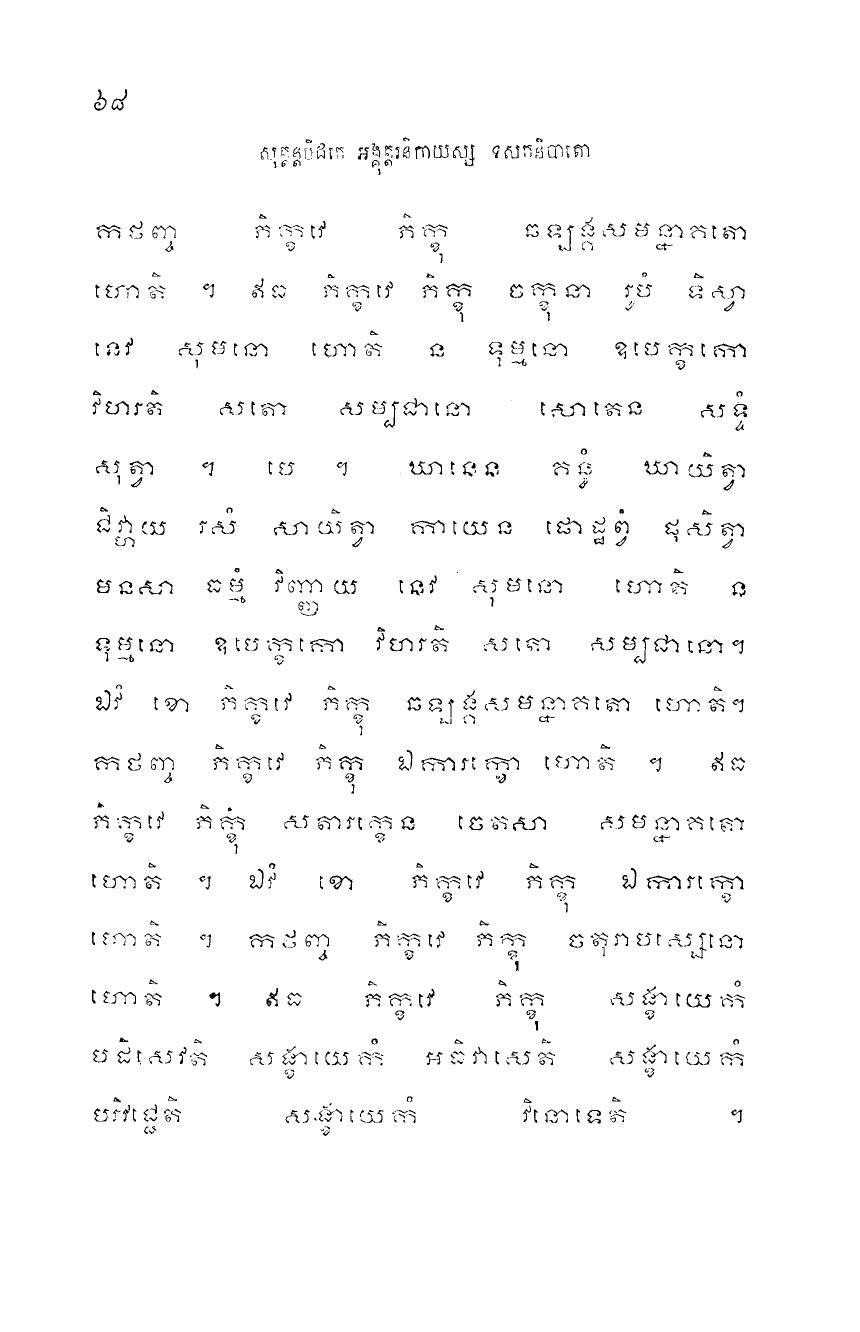 ៦៨
សុត្តន្តបិដកេ អង្គុត្តរនិកាយស្ស ទសកនិបាតោ
កថញ្ច ភិក្ខវេ ភិក្ខុ ឆឡង្គសមន្នាគតោ
ហោតិ ។ ឥធ ភិក្ខវេ ភិក្ខុ ចក្ខុនា រូបំ ទិស្វា
នេវ សុមនោ ហោតិ ន ទុម្មនោ ឧបេក្ខកោ
វិហរតិ សតោ សម្បជានោ សោតេន សទ្ទំ
សុត្វា ។ បេ ។ ឃានេន គន្ធំ ឃាយិត្វា
ជិវ្ហាយ រសំ សាយិត្វា កាយេន ផោដ្ឋព្វំ ផុសិត្វា
មនសា ធម្មំ វិញ្ញាយ នេវ សុមនោ ហោតិ ន
ទុម្មនោ ឧបេក្ខកោ វិហរតិ សតោ សម្បជានោ។
ឯវំ ខោ ភិក្ខវេ ភិក្ខុ ឆឡង្គសមន្នាគតោ ហោតិ។
កថញ្ច ភិក្ខវេ ភិក្ខុ ឯការក្ខោ ហោតិ ។ ឥធ
ភិក្ខវេ ភិក្ខុ សតារក្ខេន ចេតសា សមន្នាគតោ
ហោតិ ។ ឯវំ ខោ ភិក្ខវេ ភិក្ខុ ឯការក្ខោ
ហោតិ ។ កថញ្ច ភិក្ខវេ ភិក្ខុ ចតុរាបស្សេនោ
ហោតិ ។ ឥធ ភិក្ខវេ ភិក្ខុ សង្ខាយេកំ
បដិសេវតិ សង្ខាយេកំ អធិវាសេតិ សង្ខាយេកំ
បរិវជ្ជេតិ សង្ខាយេកំ វិនោទេតិ ។